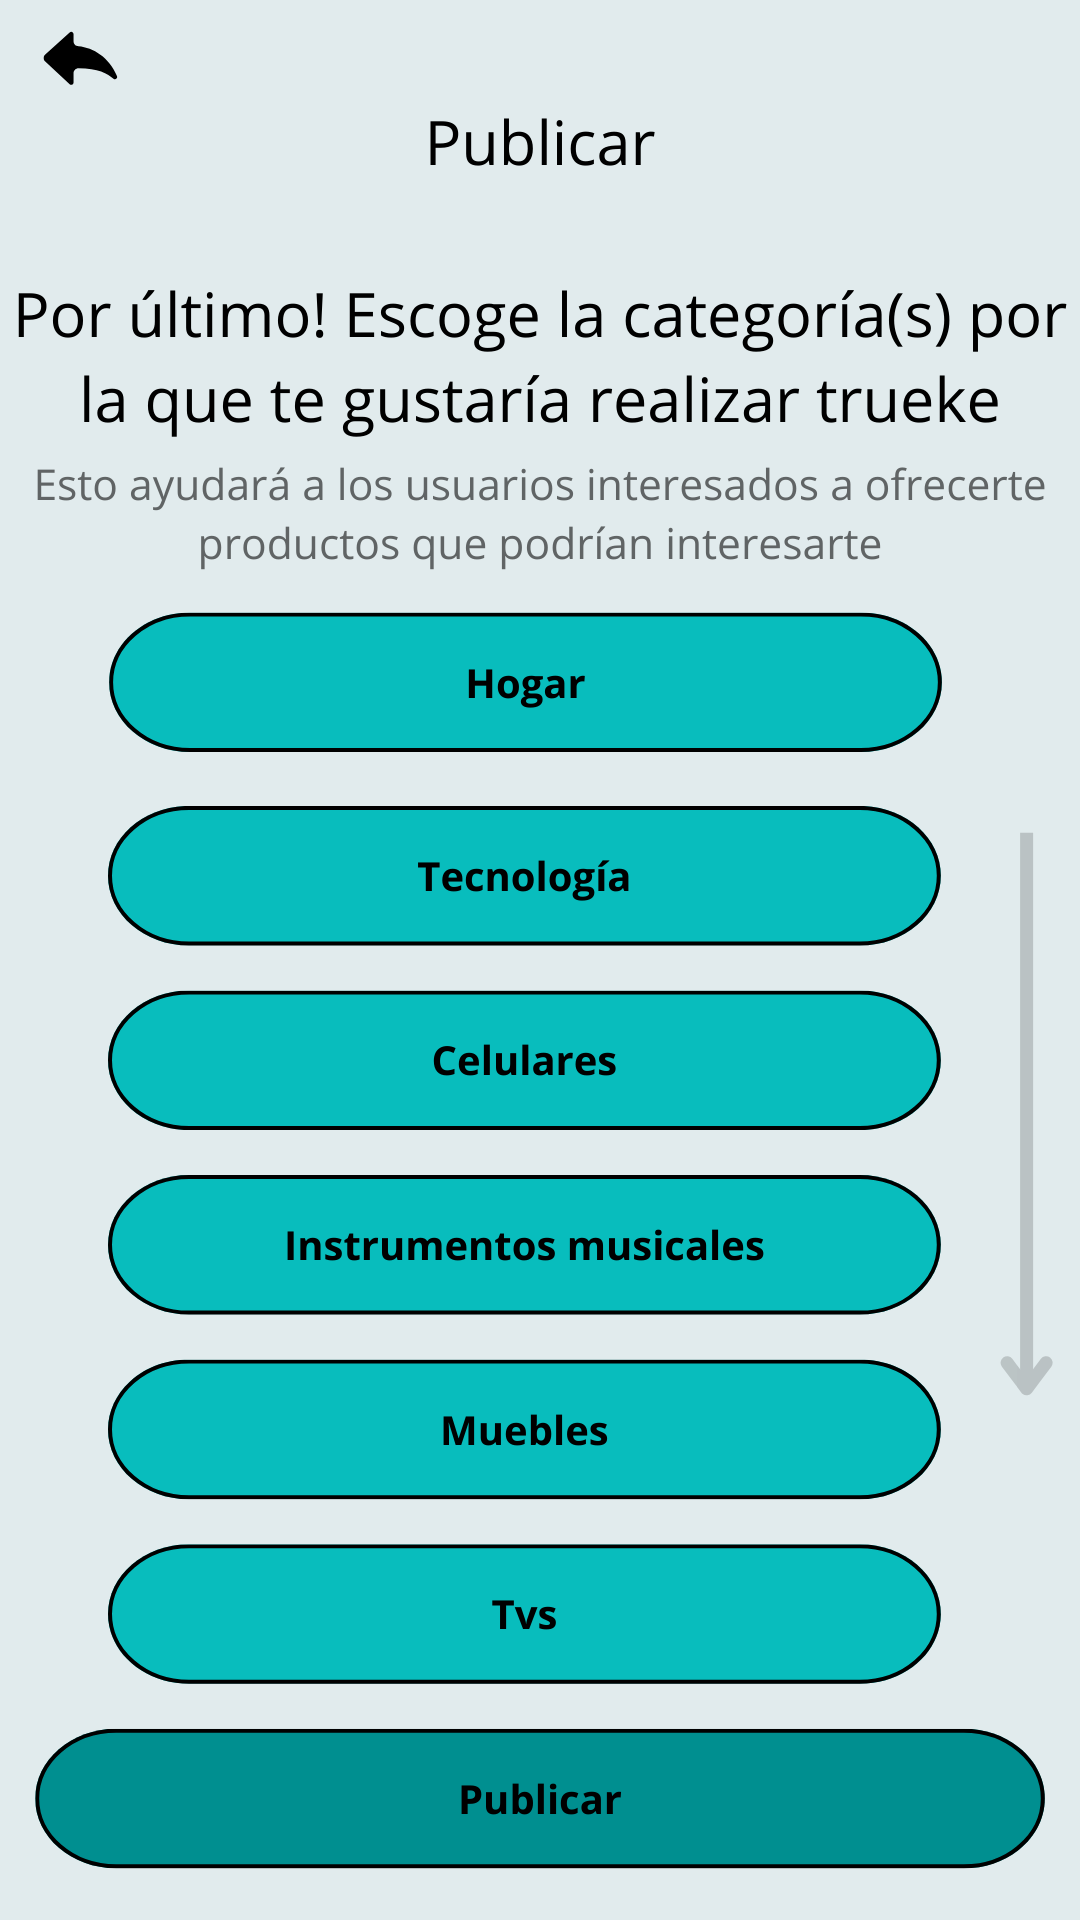 Publicar
Por último! Escoge la categoría(s) por
la que te gustaría realizar trueke
Esto ayudará a los usuarios interesados a ofrecerte
productos que podrían interesarte
Hogar
Tecnología
Celulares
Instrumentos musicales
Muebles
Tvs
Publicar